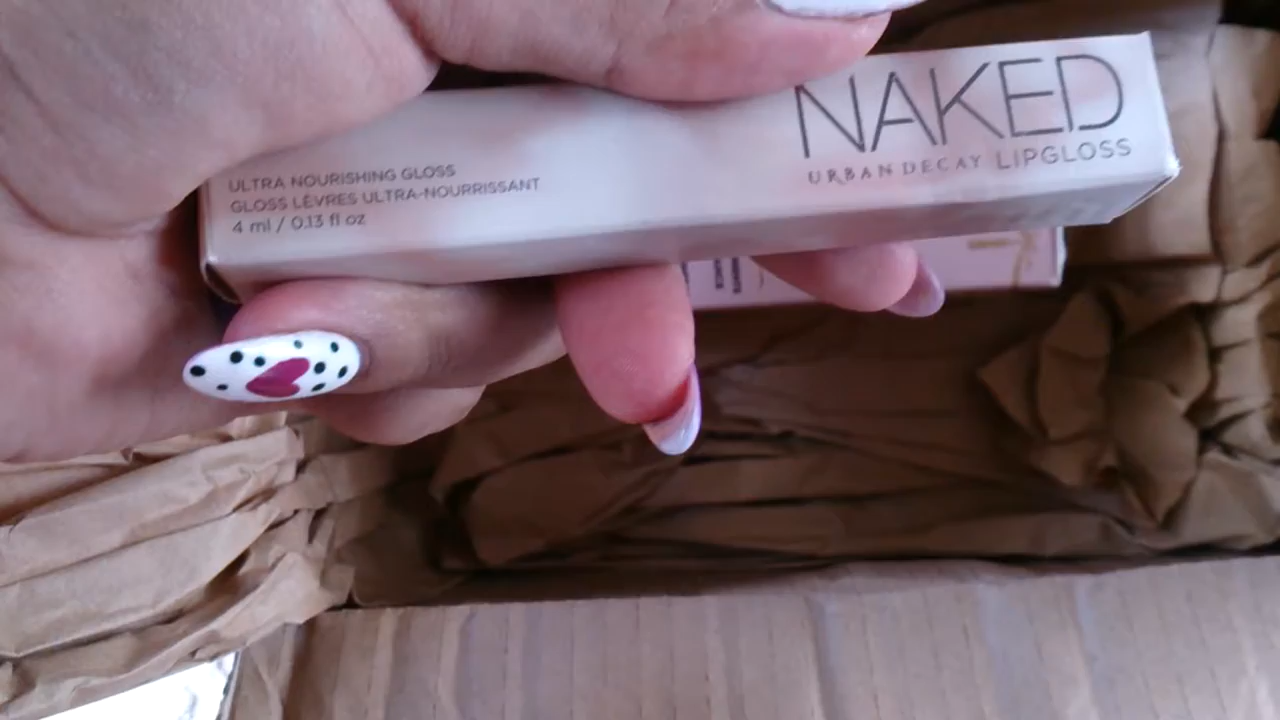 NAKED
URBAN DECAY LIPGLOSS
ULTRA NOURISHING GLOSS
GLOSS LÈVRES ULTRA-NOURRISSANT
4 ml / 0.13 fl oz